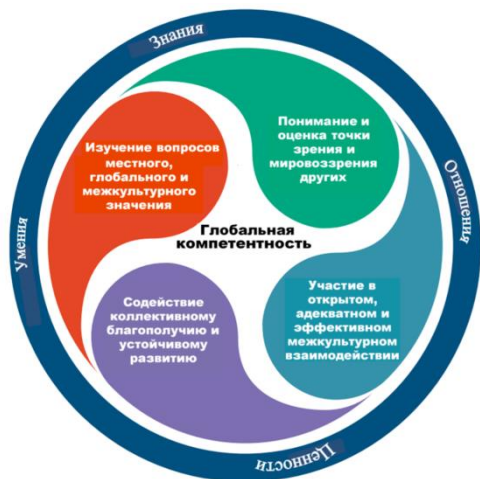 Знания
Понимание и
оценка точки
зрения и
мировоззрения
других
Изучение вопросов
местного,
глобального и
межкультурного
значения
Отношения
Глобальная
компетентность
Умения
Содействие
коллективному
благополучию и
устойчивому
развитию
Участие в
открытом,
адекватном и
эффективном
межкультурном
взаимодействии
Ценности